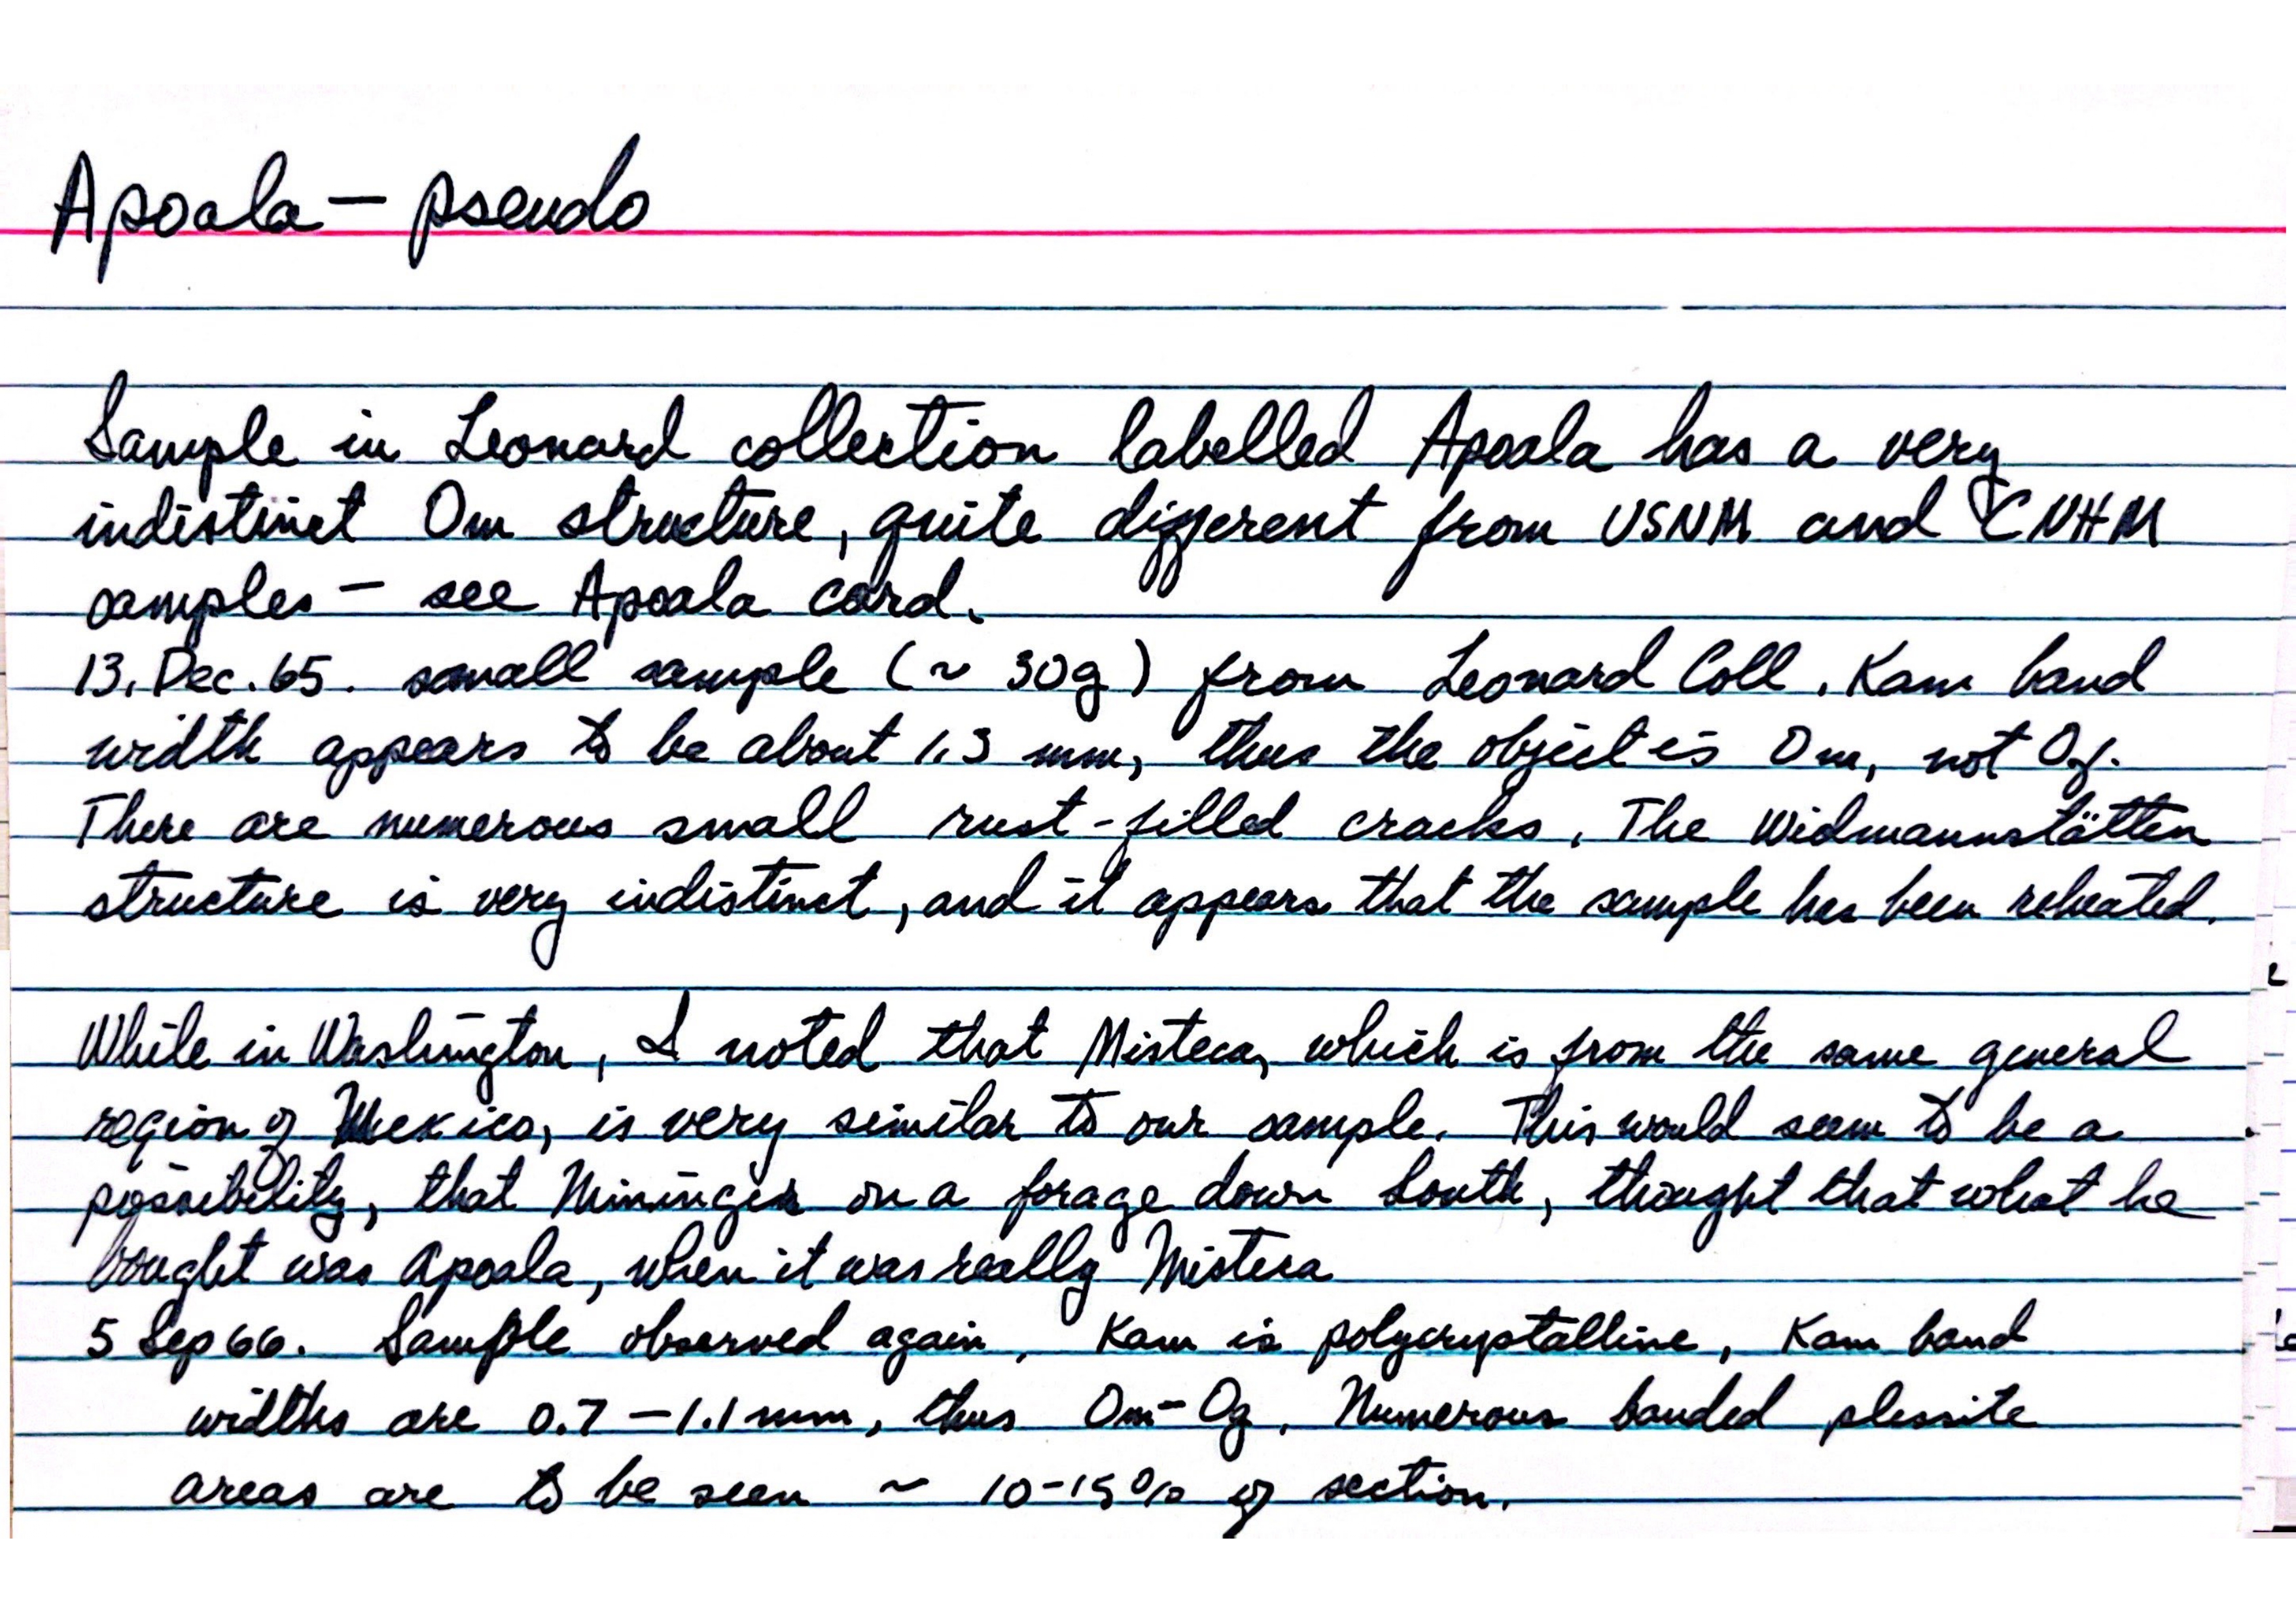 Apoala — pseudo
Sample in Leonard collection labelled Apoala has a very
indistinct Om structure, quite different from USNM and CNHM
samples — see Apoala card.
13. Dec. 65. small sample (~ 30g) from Leonard Coll. Kam band
width appears to be about 1.3 mm, thus the object is Om, not Of.
There are numerous small rust-filled cracks. The Widmannstätten
structure is very indistinct, and it appears that the sample has been reheated.
While in Washington, I noted that Misteca, which is from the same general
region of Mexico, is very similar to our sample. This would seem to be a
possibility, that Nininger on a forage down South, thought that what he
bought was Apoala, when it was really Misteca
5 Sep 66. Sample observed again. Kam is polycrystalline, Kam band
widths are 0.7 — 1.1 mm, thus Om-Og. Numerous banded plessite
areas are to be seen ~ 10-15% of section.